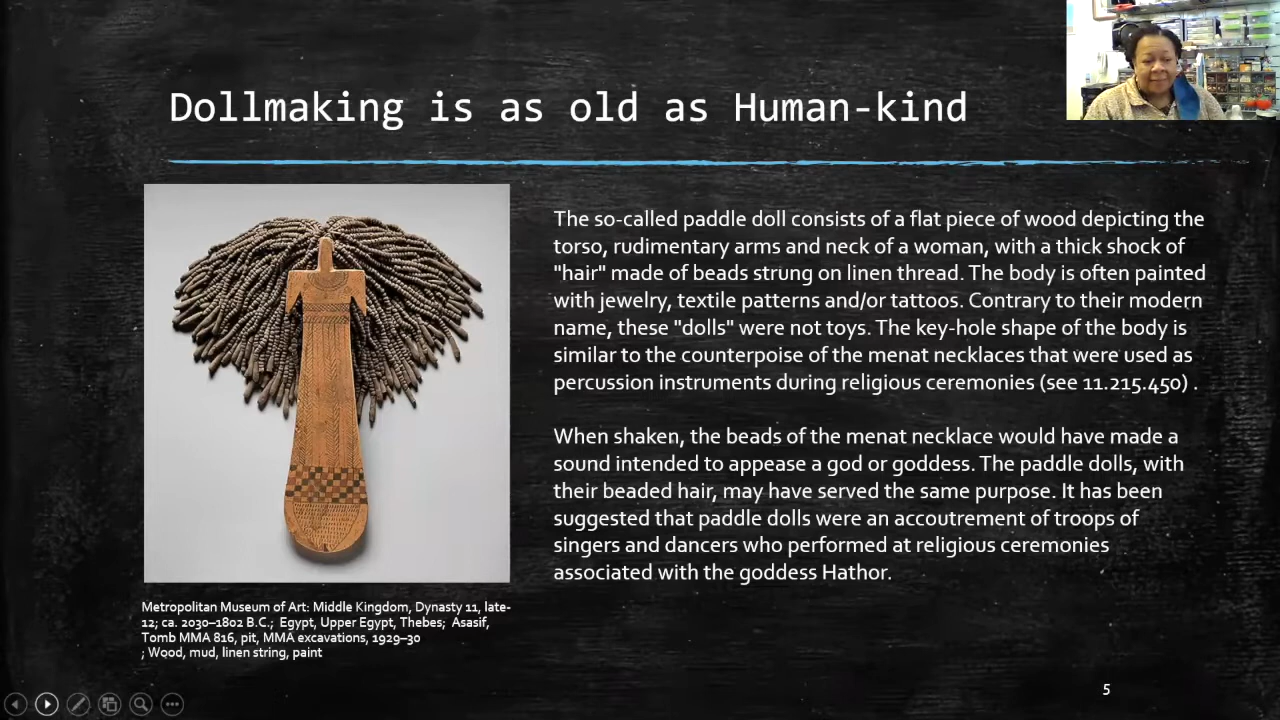 Dollmaking is as old as Human-kind
The so-called paddle doll consists of a flat piece of wood depicting the
torso, rudimentary arms and neck of a woman, with a thick shock of
"hair" made of beads strung on linen thread. The body is often painted
with jewelry, textile patterns and/or tattoos. Contrary to their modern
name, these "dolls" were not toys. The key-hole shape of the body is
similar to the counterpoise of the menat necklaces that were used as
percussion instruments during religious ceremonies (see 11.215.450) .
When shaken, the beads of the menat necklace would have made a
sound intended to appease a god or goddess. The paddle dolls, with
their beaded hair, may have served the same purpose. It has been
suggested that paddle dolls were an accoutrement of troops of
singers and dancers who performed at religious ceremonies
associated with the goddess Hathor.
Metropolitan Museum of Art: Middle Kingdom, Dynasty 11, late-
12; ca. 2030–1802 B.C.; Egypt, Upper Egypt, Thebes; Asasif,
Tomb MMA 816, pit, MMA excavations, 1929–30
; Wood, mud, linen string, paint
5